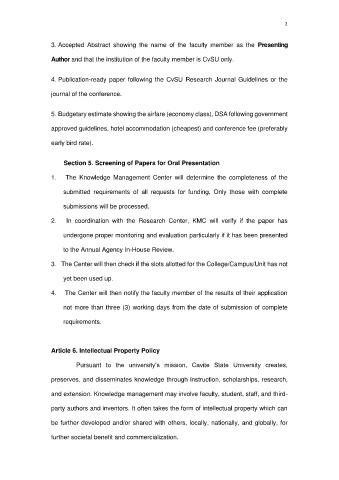 2
3. Accepted Abstract showing the name of the faculty member as the Presenting
Author and that the institution of the faculty member is CvSU only.
4. Publication-ready paper following the CvSU Research Journal Guidelines or the
journal of the conference.
5. Budgetary estimate showing the airfare (economy class), DSA following government
approved guidelines, hotel accommodation (cheapest) and conference fee (preferably
early bird rate).
Section 5. Screening of Papers for Oral Presentation
1. The Knowledge Management Center will determine the completeness of the
submitted requirements of all requests for funding. Only those with complete
submissions will be processed.
2. In coordination with the Research Center, KMC will verify if the paper has
undergone proper monitoring and evaluation particularly if it has been presented
to the Annual Agency In-House Review.
3. The Center will then check if the slots allotted for the College/Campus/Unit has not
yet been used up.
4. The Center will then notify the faculty member of the results of their application
not more than three (3) working days from the date of submission of complete
requirements.
Article 6. Intellectual Property Policy
Pursuant to the university's mission, Cavite State University creates,
preserves, and disseminates knowledge through instruction, scholarships, research,
and extension. Knowledge management may involve faculty, student, staff, and third-
party authors and inventors. It often takes the form of intellectual property which can
be further developed and/or shared with others, locally, nationally, and globally, for
further societal benefit and commercialization.